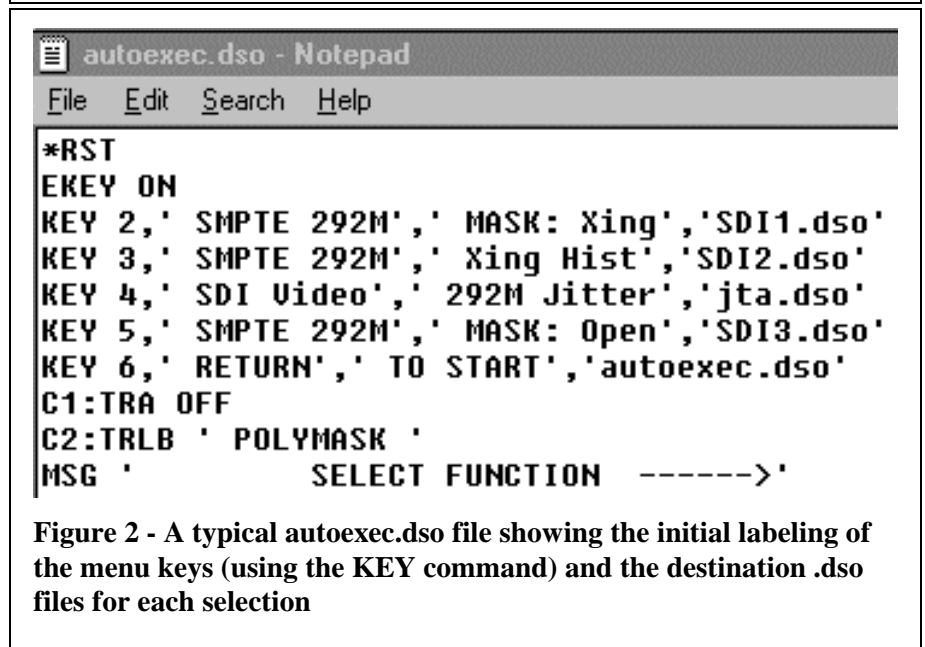 autoexec.dso - Notepad
File Edit Search Help
*RST
EKEY ON
KEY 2,' SMPTE 292M',' MASK: Xing','SDI1.dso'
KEY 3,' SMPTE 292M',' Xing Hist','SDI2.dso'
KEY 4,' SDI Video',' 292M Jitter','jta.dso'
KEY 5,' SMPTE 292M',' MASK: Open','SDI3.dso'
KEY 6,' RETURN',' TO START','autoexec.dso'
C1:TRA OFF
C2:TRLB ' POLYMASK '
MSG '            SELECT FUNCTION  ------>'
Figure 2 - A typical autoexec.dso file showing the initial labeling of
the menu keys (using the KEY command) and the destination .dso
files for each selection